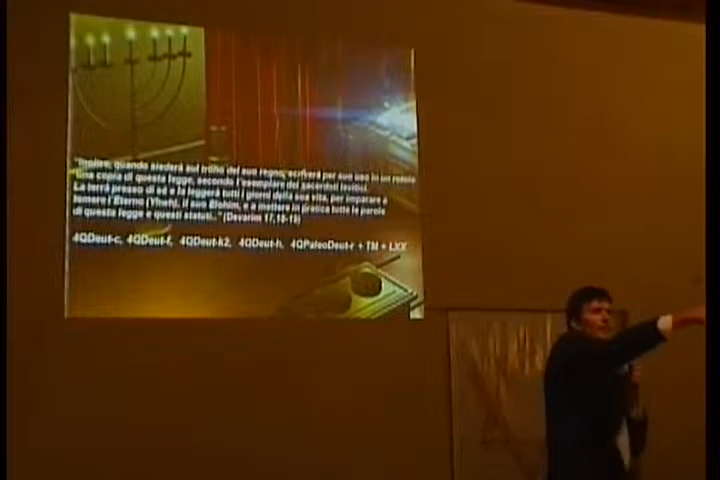 "Inoltre, quando siederà sul trono del suo regno, scriverà per suo uso in un
una copia di questa legge, secondo l'esemplare dei sacerdoti leviti.
La terrà presso di sé e la leggerà tutti i giorni della sua vita, per imparare a
temere l'Eterno (Yhwh), il suo Elohim, e a mettere in pratica tutte le parole
di questa legge e questi statuti.." (Devarim 17,18-19)
4QDeut-c, 4QDeut-f, 4QDeut-k2, 4QDeut-h, 4QPaleoDeut-r + TM + LXX